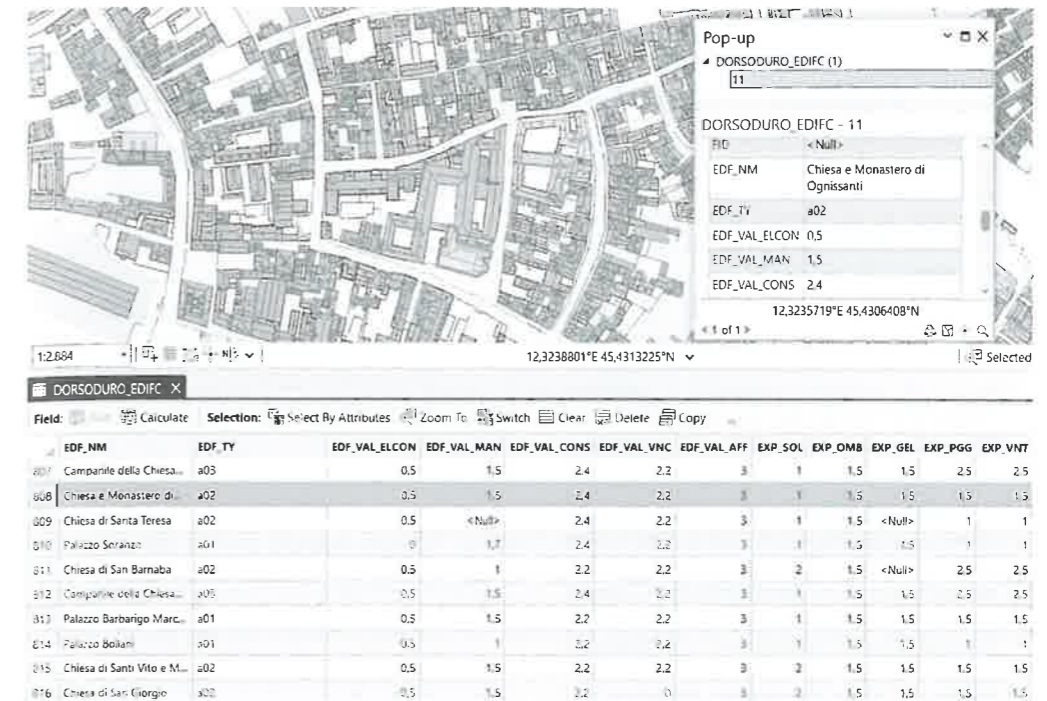 Pop-up
DORSODURO_EDIFC (1)
11
DORSODURO_EDIFC - 11
FID <Null>
EDF_NM Chiesa e Monastero di
Ognissanti
EDF_TY a02
EDF_VAL_ELCON 0,5
EDF_VAL_MAN 1,5
EDF_VAL_CONS 2,4
12,3235719°E 45,4306408°N
1 of 1
1:2.884 12,3238801°E 45,4313225°N Selected
DORSODURO_EDIFC
Field: Calculate Selection: Select By Attributes Zoom To Switch Clear Delete Copy
EDF_NM EDF_TY EDF_VAL_ELCON EDF_VAL_MAN EDF_VAL_CONS EDF_VAL_VNC EDF_VAL_AFF EXP_SOL EXP_OMB EXP_GEL EXP_PGG EXP_VNT
807 Campanile della Chiesa... a03 0,5 1,5 2,4 2,2 3 1 1,5 1,5 2,5 2,5
808 Chiesa e Monastero di... a02 0,5 1,5 2,4 2,2 3 1 1,5 1,5 1,5 1,5
809 Chiesa di Santa Teresa a02 0,5 <Null> 2,4 2,2 3 1 1,5 <Null> 1 1
810 Palazzo Soranzo a01 0 1,7 2,4 2,2 3 1 1,5 1,5 1 1
811 Chiesa di San Barnaba a02 0,5 1 2,2 2,2 3 2 1,5 <Null> 2,5 2,5
812 Campanile della Chiesa... a03 0,5 1,5 2,4 2,2 3 1 1,5 1,5 2,5 2,5
813 Palazzo Barbarigo Marc... a01 0,5 1,5 2,2 2,2 3 1 1,5 1,5 1,5 1,5
814 Palazzo Bollani a01 0,5 1 2,2 2,2 3 1 1,5 1,5 1 1
815 Chiesa di Santi Vito e M... a02 0,5 1,5 2,2 2,2 3 2 1,5 1,5 1,5 1,5
816 Chiesa di San Giorgio a02 0,5 1,5 2,2 0 3 2 1,5 1,5 1,5 1,5